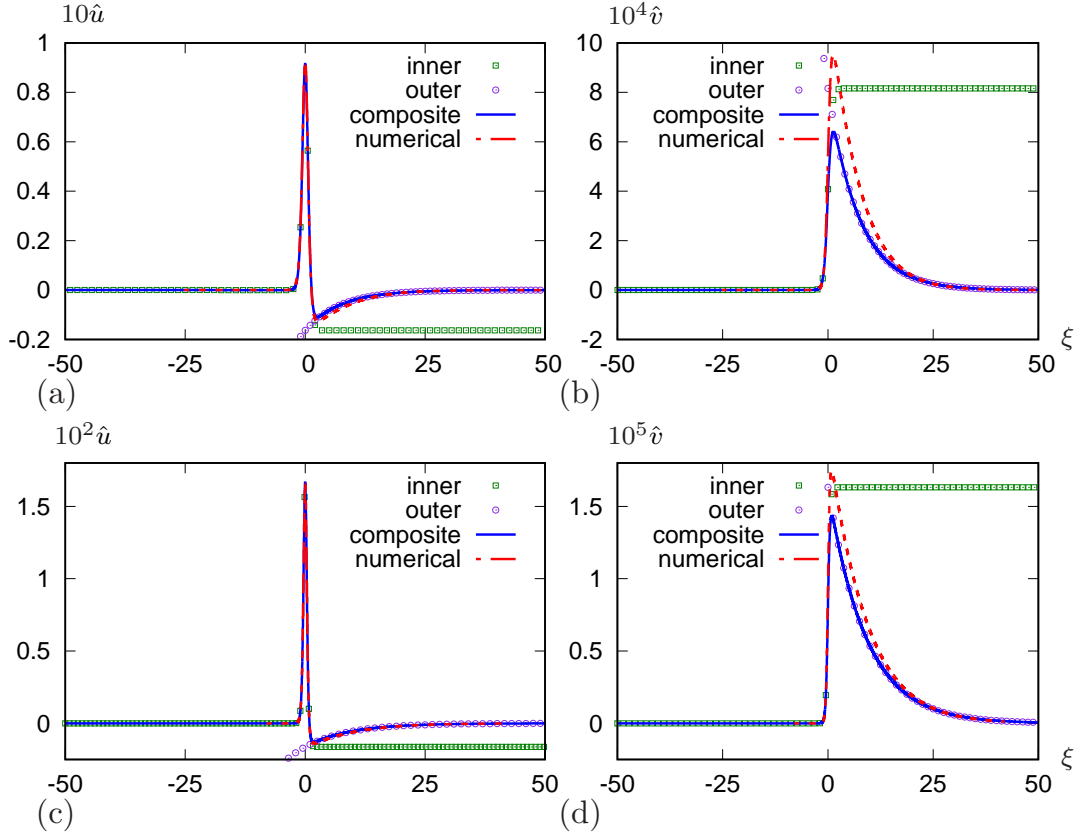 10û
1
0.8
0.6
0.4
0.2
0
-0.2
inner
outer
composite
numerical
-50 -25 0 25 50
(a)
10⁴v̂
10
8
6
4
2
0
-2
inner
outer
composite
numerical
-50 -25 0 25 50 ξ
(b)
10²û
1.5
1
0.5
0
inner
outer
composite
numerical
-50 -25 0 25 50
(c)
10⁵v̂
1.5
1
0.5
0
inner
outer
composite
numerical
-50 -25 0 25 50 ξ
(d)